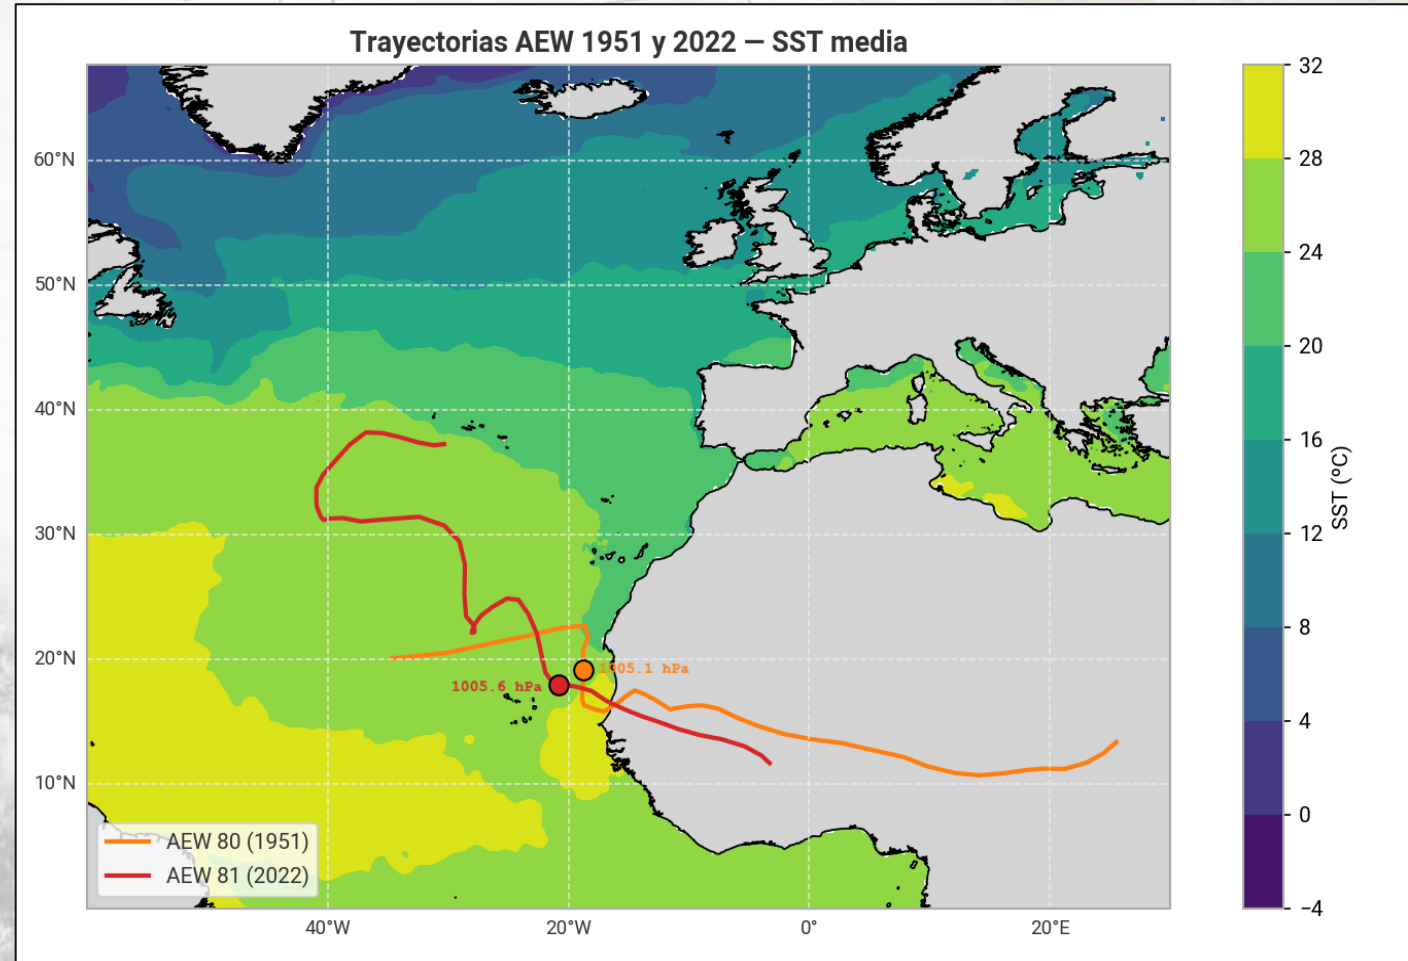 Trayectorias AEW 1951 y 2022 — SST media
60°N
50°N
40°N
30°N
20°N
10°N
40°W
20°W
0°
20°E
1005.1 hPa
1005.6 hPa
AEW 80 (1951)
AEW 81 (2022)
32
28
24
20
16
12
8
4
0
−4
SST (ºC)